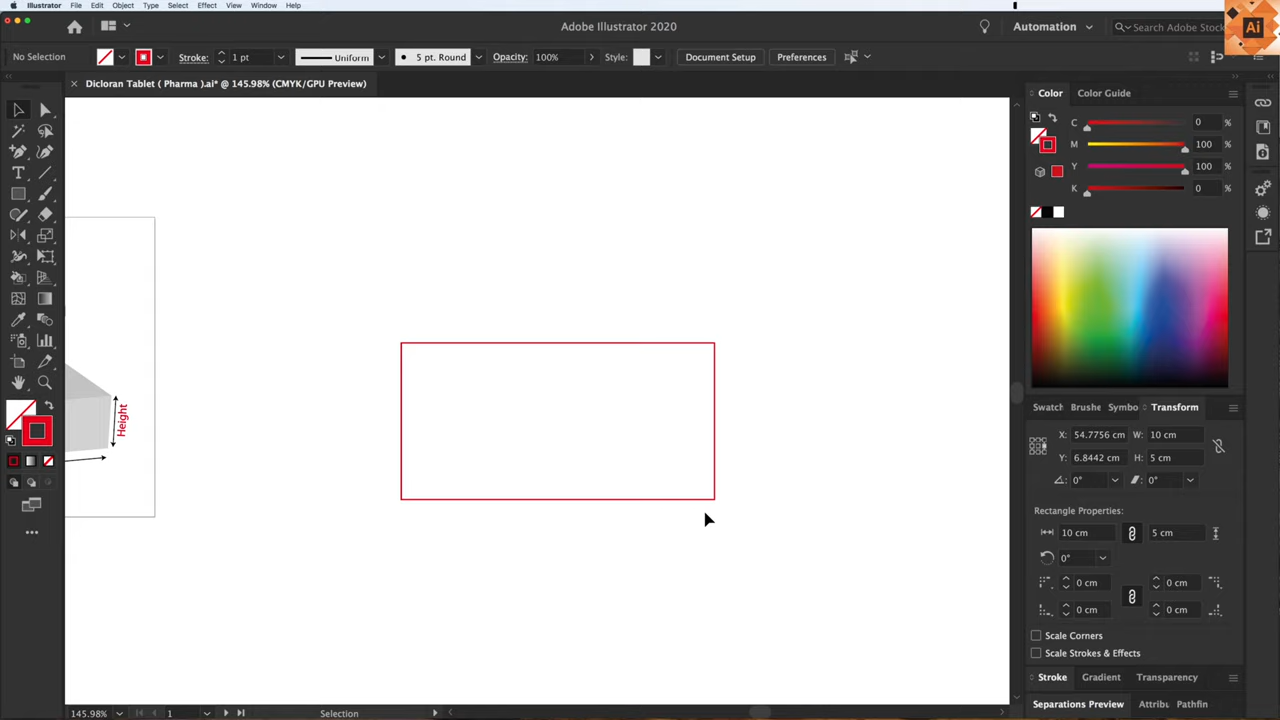 Illustrator File Edit Object Type Select Effect View Window Help
Adobe Illustrator 2020
Automation
Search Adobe Stock
Ai
No Selection
Stroke: 1 pt
Uniform
5 pt. Round
Opacity: 100%
Style:
Document Setup
Preferences
× Dicloran Tablet ( Pharma ).ai* @ 145.98% (CMYK/GPU Preview)
Color Color Guide
C 0 %
M 100 %
Y 100 %
K 0 %
Height
Swatch Brushe Symbo Transform
X: 54.7756 cm W: 10 cm
Y: 6.8442 cm H: 5 cm
0° 0°
Rectangle Properties:
10 cm 5 cm
0°
0 cm 0 cm
0 cm 0 cm
Scale Corners
Scale Strokes & Effects
Stroke Gradient Transparency
Separations Preview Attribu Pathfin
145.98% 1 Selection